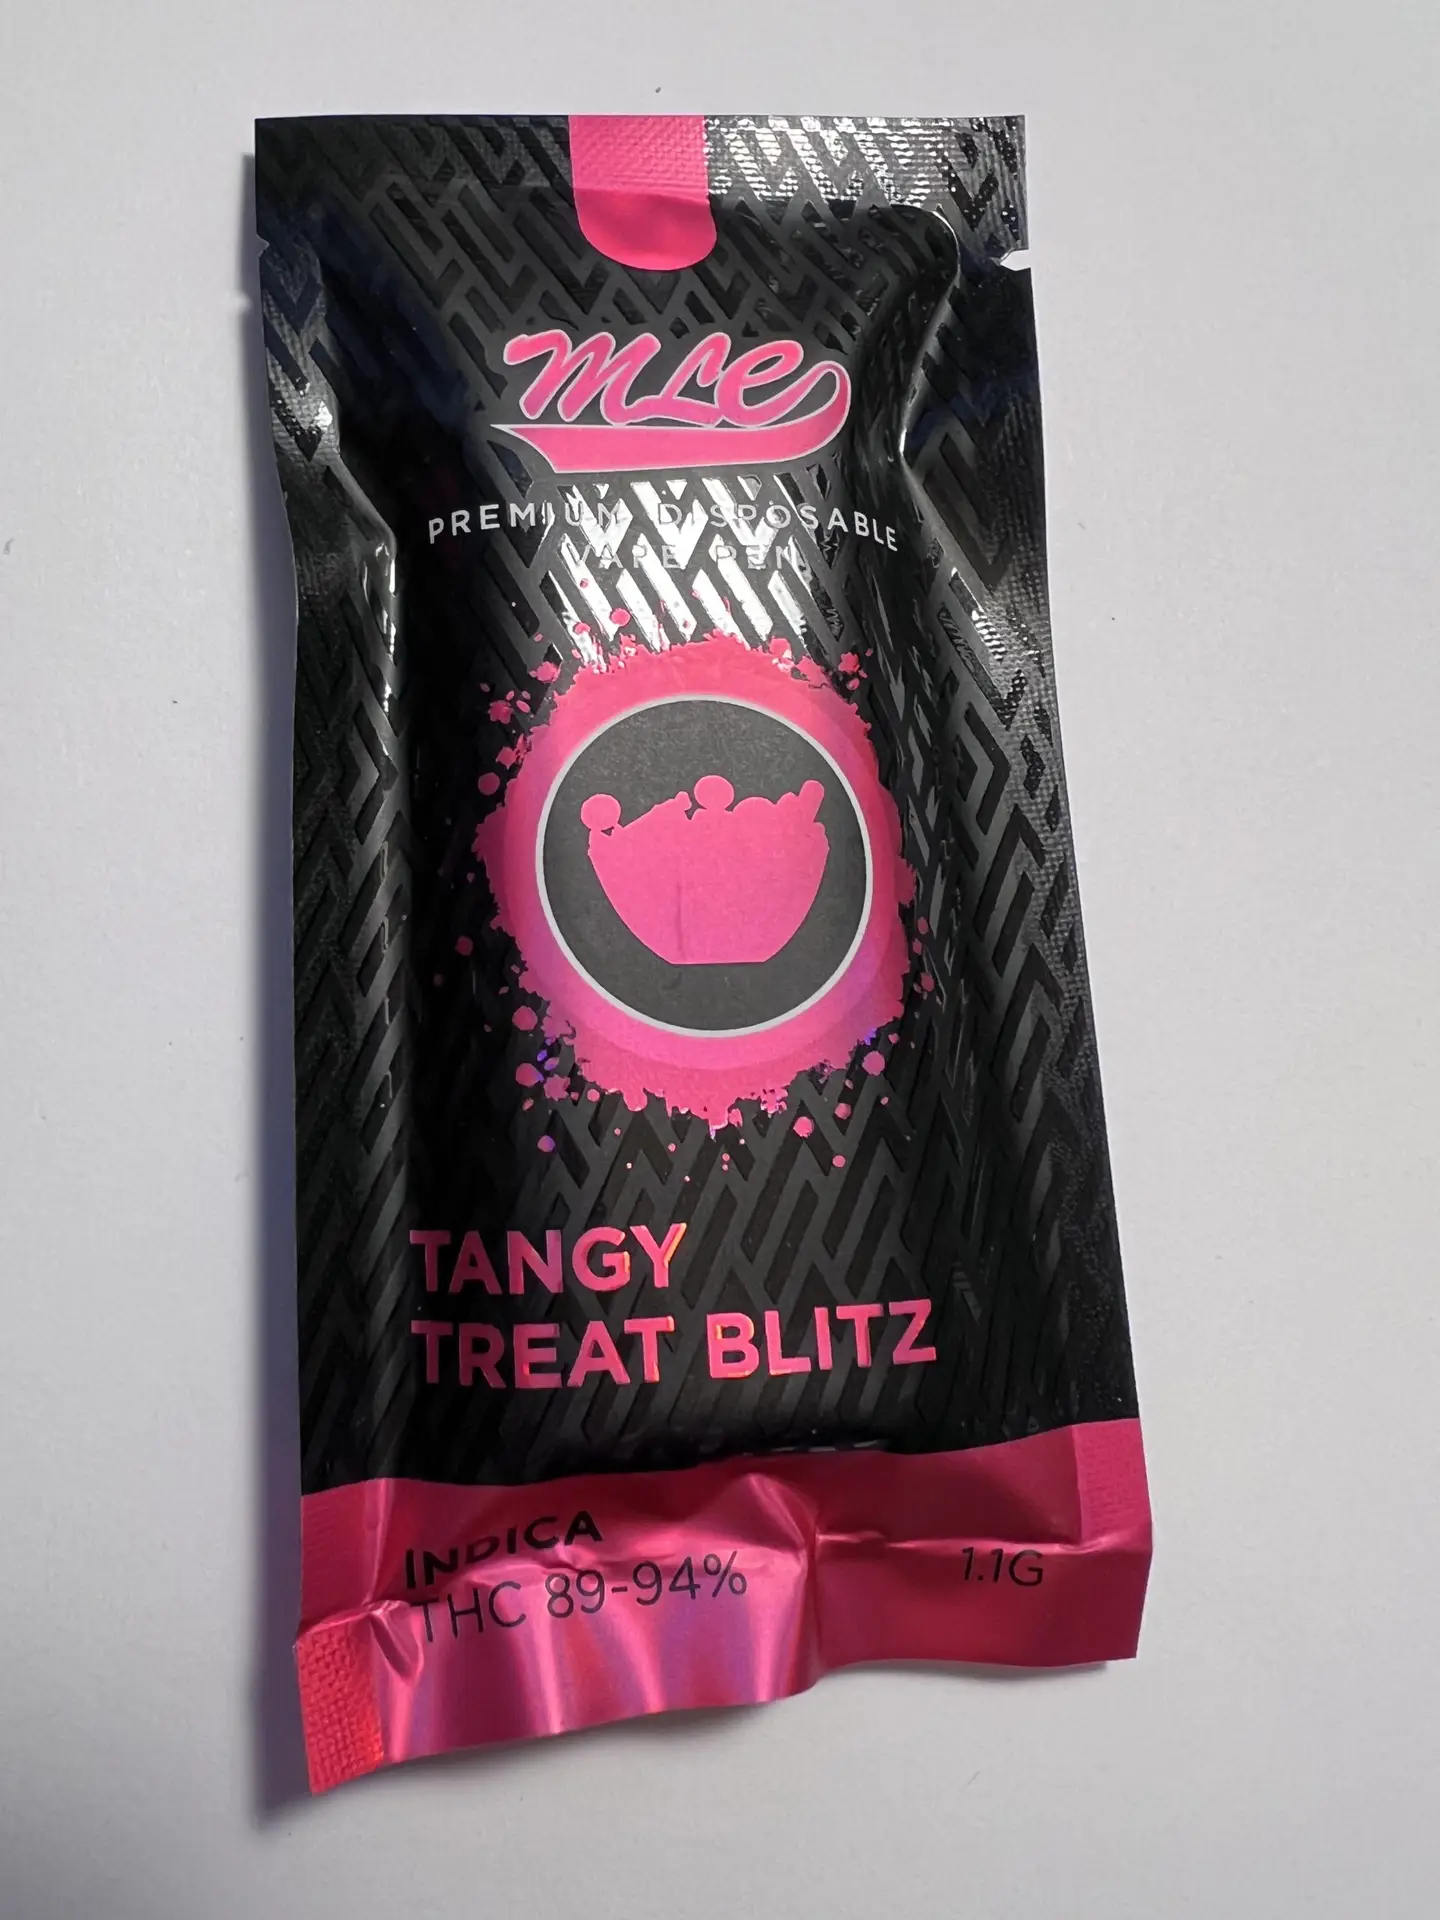 MLE
PREMIUM DISPOSABLE
VAPE PEN
TANGY
TREAT BLITZ
INDICA
THC 89-94%
1.1G